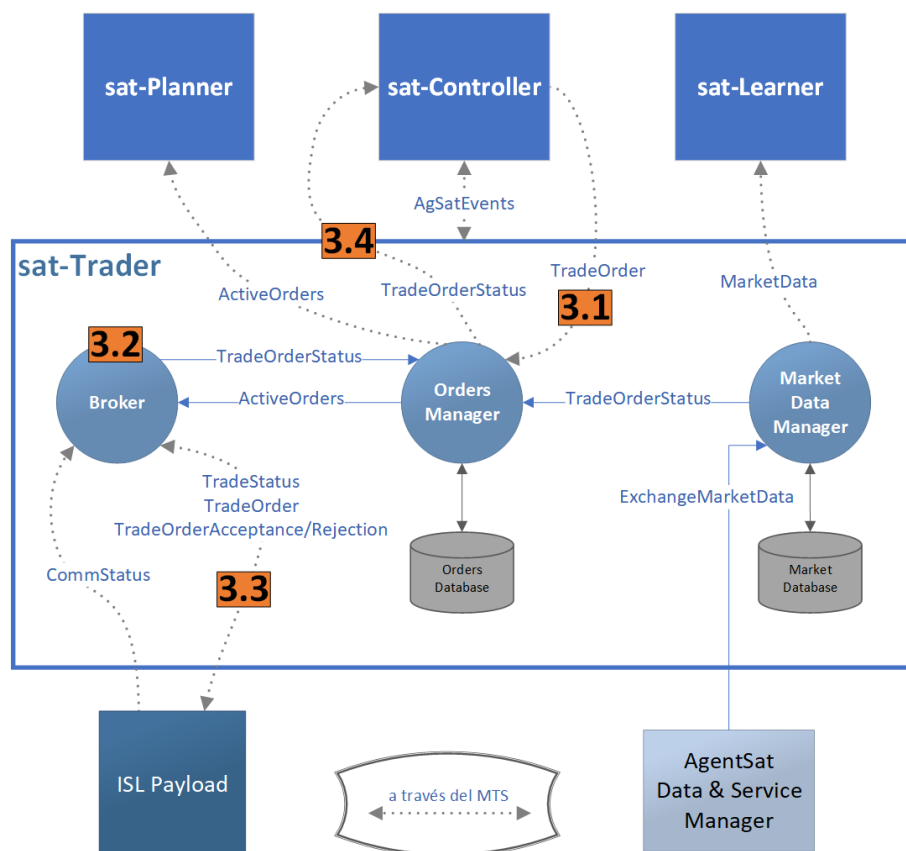 sat-Planner
sat-Controller
sat-Learner
AgSatEvents
3.4
sat-Trader
TradeOrder
ActiveOrders
TradeOrderStatus
MarketData
3.1
3.2
TradeOrderStatus
Broker
ActiveOrders
Orders
Manager
TradeOrderStatus
Market
Data
Manager
TradeStatus
TradeOrder
TradeOrderAcceptance/Rejection
ExchangeMarketData
CommStatus
3.3
Orders
Database
Market
Database
ISL Payload
a través del MTS
AgentSat
Data & Service
Manager